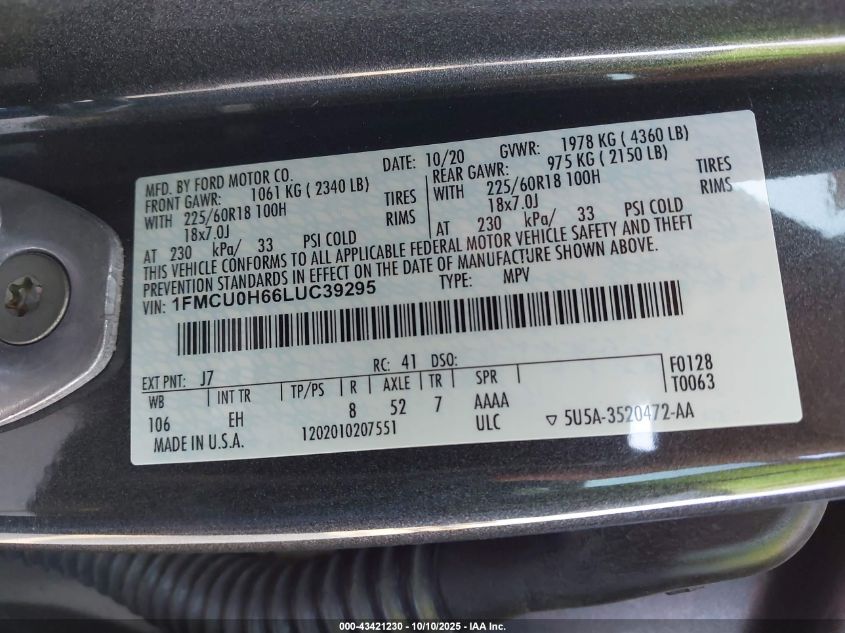 MFD. BY FORD MOTOR CO. DATE: 10/20 GVWR: 1978 KG ( 4360 LB)
FRONT GAWR: 1061 KG ( 2340 LB) REAR GAWR: 975 KG ( 2150 LB)
WITH 225/60R18 100H TIRES WITH 225/60R18 100H TIRES
18x7.0J RIMS 18x7.0J RIMS
AT 230 kPa/ 33 PSI COLD AT 230 kPa/ 33 PSI COLD
THIS VEHICLE CONFORMS TO ALL APPLICABLE FEDERAL MOTOR VEHICLE SAFETY AND THEFT
PREVENTION STANDARDS IN EFFECT ON THE DATE OF MANUFACTURE SHOWN ABOVE.
VIN: 1FMCU0H66LUC39295 TYPE: MPV
EXT PNT: J7 RC: 41 DSO: F0128
WB INT TR TP/PS R AXLE TR SPR T0063
106 EH 8 52 7 AAAA
MADE IN U.S.A. 1202010207551 ULC ▽ 5U5A-3520472-AA
000-43421230 - 10/10/2025 - IAA Inc.